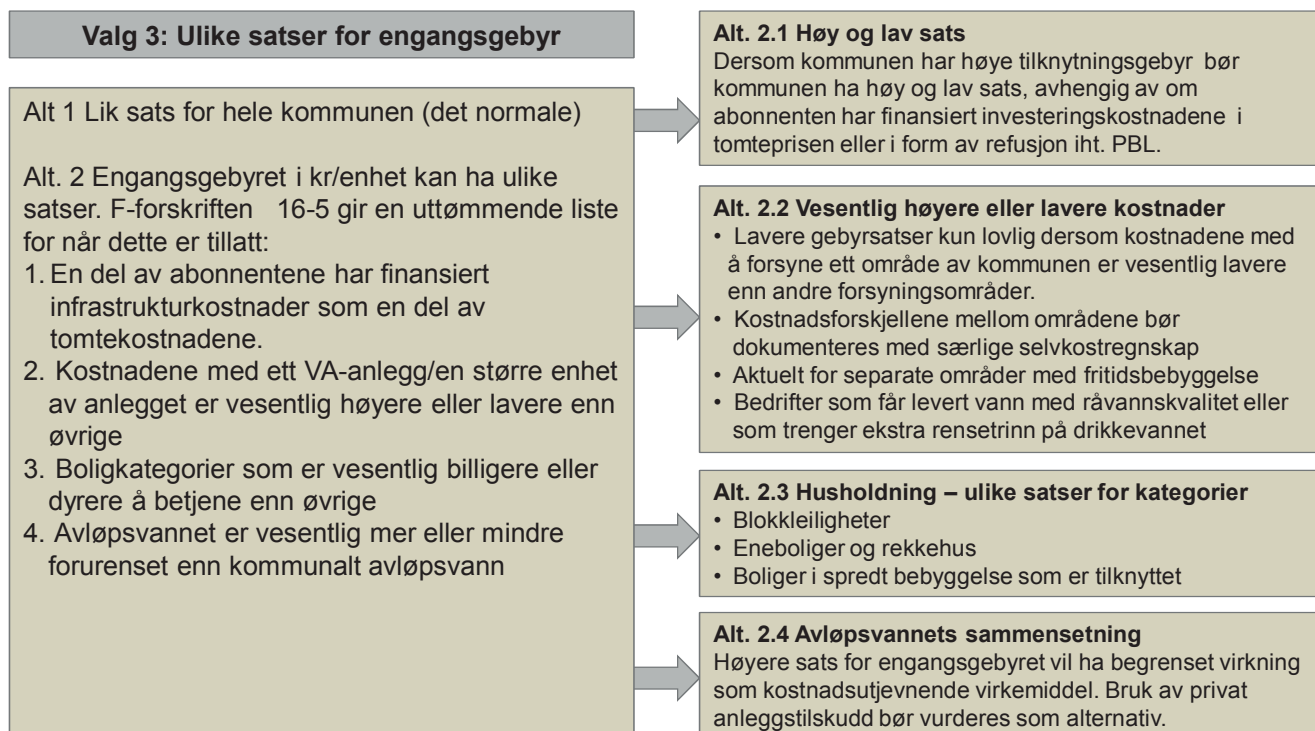 Valg 3: Ulike satser for engangsgebyr
Alt 1 Lik sats for hele kommunen (det normale)
Alt. 2 Engangsgebyret i kr/enhet kan ha ulike
satser. F-forskriften 16-5 gir en uttømmende liste
for når dette er tillatt:
1. En del av abonnentene har finansiert
infrastrukturkostnader som en del av
tomtekostnadene.
2. Kostnadene med ett VA-anlegg/en større enhet
av anlegget er vesentlig høyere eller lavere enn
øvrige
3. Boligkategorier som er vesentlig billigere eller
dyrere å betjene enn øvrige
4. Avløpsvannet er vesentlig mer eller mindre
forurenset enn kommunalt avløpsvann
Alt. 2.1 Høy og lav sats
Dersom kommunen har høye tilknytningsgebyr bør
kommunen ha høy og lav sats, avhengig av om
abonnenten har finansiert investeringskostnadene i
tomteprisen eller i form av refusjon iht. PBL.
Alt. 2.2 Vesentlig høyere eller lavere kostnader
• Lavere gebyrsatser kun lovlig dersom kostnadene med
å forsyne ett område av kommunen er vesentlig lavere
enn andre forsyningsområder.
• Kostnadsforskjellene mellom områdene bør
dokumenteres med særlige selvkostregnskap
• Aktuelt for separate områder med fritidsbebyggelse
• Bedrifter som får levert vann med råvannskvalitet eller
som trenger ekstra rensetrinn på drikkevannet
Alt. 2.3 Husholdning – ulike satser for kategorier
• Blokkleiligheter
• Eneboliger og rekkehus
• Boliger i spredt bebyggelse som er tilknyttet
Alt. 2.4 Avløpsvannets sammensetning
Høyere sats for engangsgebyret vil ha begrenset virkning
som kostnadsutjevnende virkemiddel. Bruk av privat
anleggstilskudd bør vurderes som alternativ.